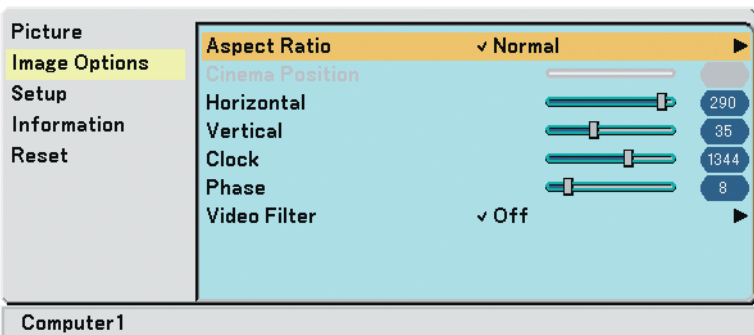 Picture
Image Options
Setup
Information
Reset
Aspect Ratio ✓ Normal
Cinema Position
Horizontal 290
Vertical 35
Clock 1344
Phase 8
Video Filter ✓ Off
Computer1